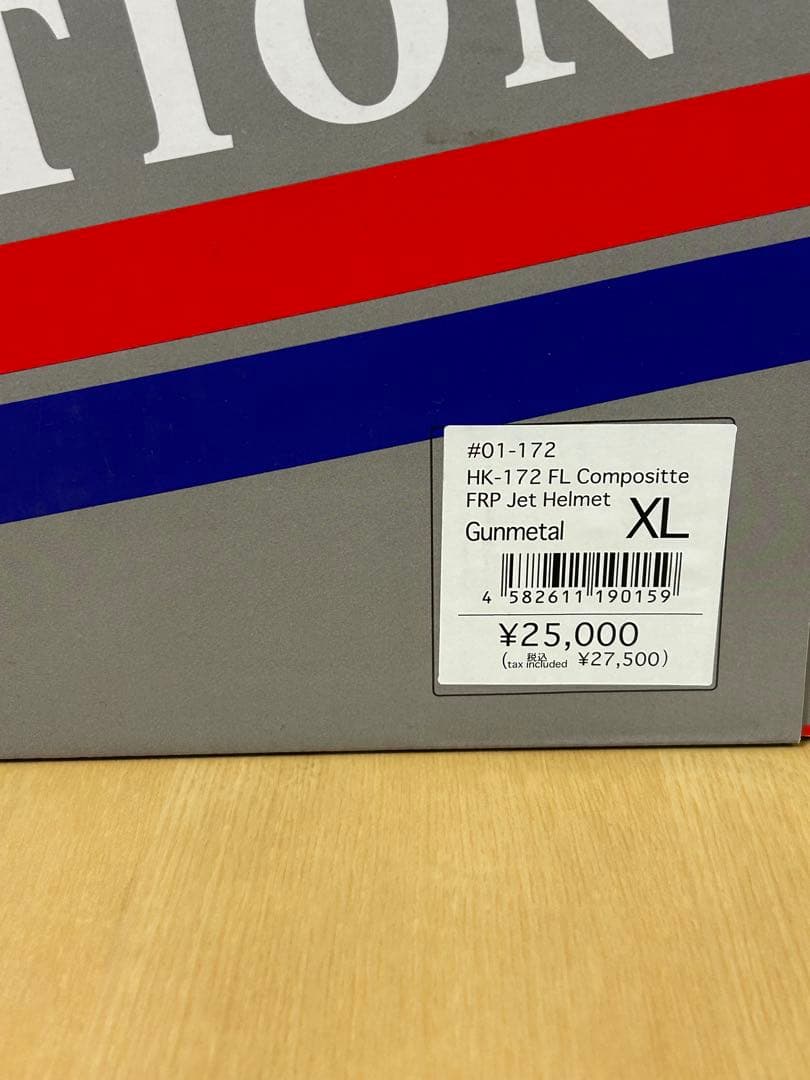 TION
#01-172
HK-172 FL Compositte
FRP Jet Helmet
Gunmetal XL
4 582611 190159
¥25,000
(税込 tax included ¥27,500)